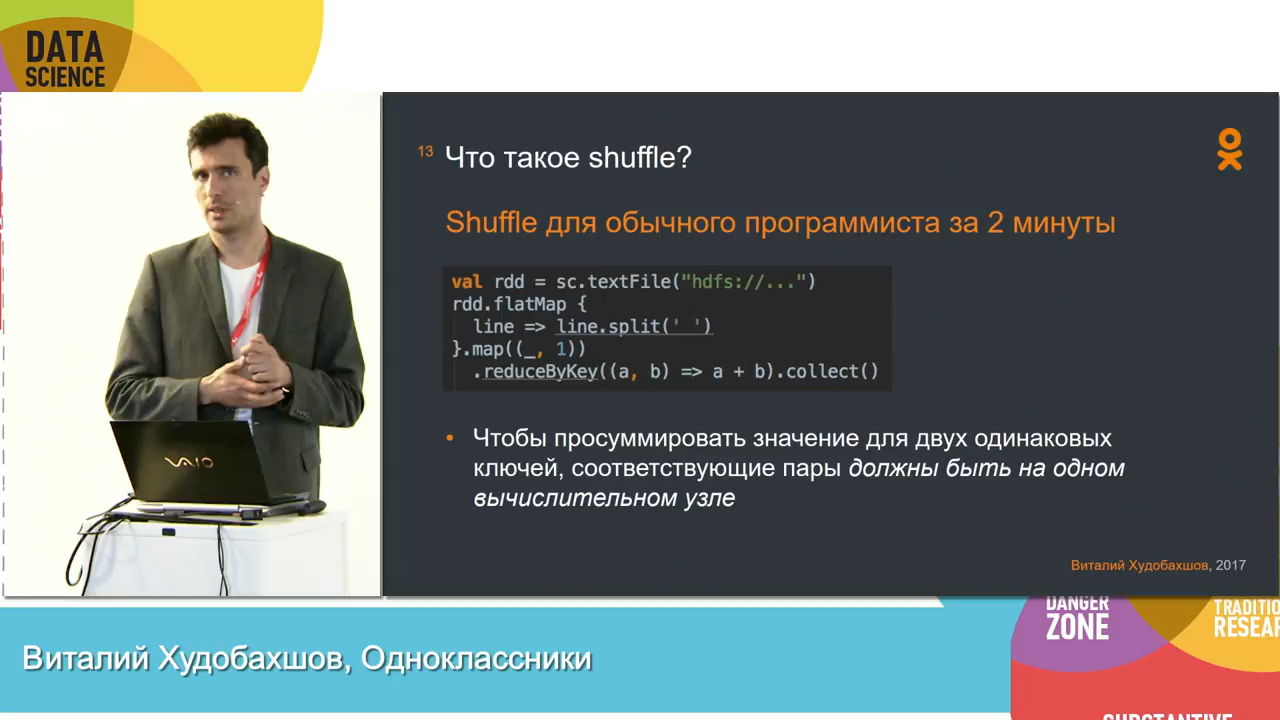 DATA
SCIENCE
13 Что такое shuffle?
Shuffle для обычного программиста за 2 минуты
val rdd = sc.textFile("hdfs://...")
rdd.flatMap {
line => line.split(' ')
}.map((_, 1))
.reduceByKey((a, b) => a + b).collect()
• Чтобы просуммировать значение для двух одинаковых
ключей, соответствующие пары должны быть на одном
вычислительном узле
Виталий Худобахшов, 2017
VAIO
DANGER
ZONE
TRADITIO
RESEAR
SUBSTANTIVE
Виталий Худобахшов, Одноклассники